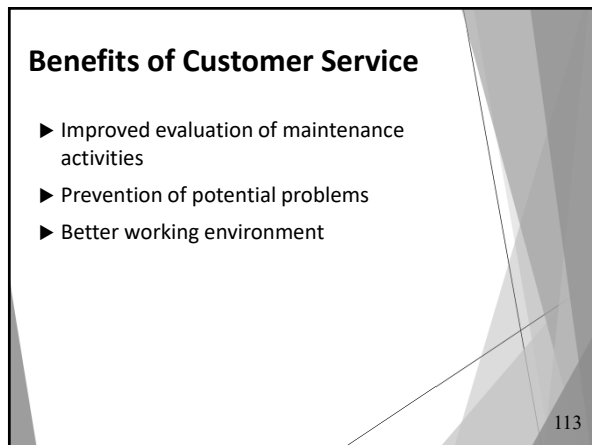 Benefits of Customer Service
▶ Improved evaluation of maintenance
activities
▶ Prevention of potential problems
▶ Better working environment
113